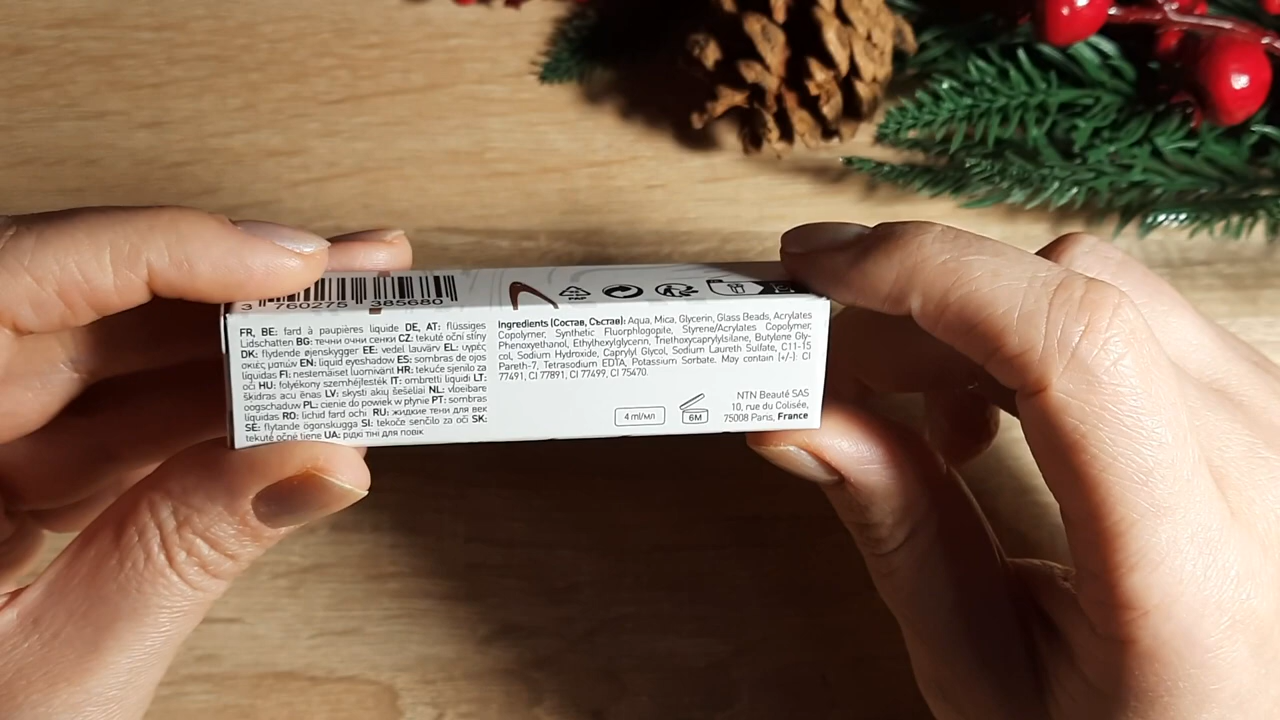 3 760275 385680
PAP
FR, BE: fard à paupières liquide DE, AT: flüssiges
Lidschatten BG: течни очни сенки CZ: tekuté oční stíny
DK: flydende øjenskygger EE: vedel lauvärv EL: υγρές
σκιές ματιών EN: liquid eyeshadow ES: sombras de ojos
líquidas FI: nestemäiset luomivärit HR: tekuće sjenilo za
oči HU: folyékony szemhéjfesték IT: ombretti liquidi LT:
šķidras acu ēnas LV: skysti akių šešėliai NL: vloeibare
oogschaduw PL: cienie do powiek w płynie PT: sombras
líquidas RO: lichid fard ochi RU: жидкие тени для век
SE: flytande ögonskugga SI: tekoče senčilo za oči SK:
tekuté očné tiene UA: рідкі тіні для повік
Ingredients (Состав, Състав): Aqua, Mica, Glycerin, Glass Beads, Acrylates
Copolymer, Synthetic Fluorphlogopite, Styrene/Acrylates Copolymer,
Phenoxyethanol, Ethylhexylglycerin, Triethoxycaprylylsilane, Butylene Gly-
col, Sodium Hydroxide, Caprylyl Glycol, Sodium Laureth Sulfate, C11-15
Pareth-7, Tetrasodium EDTA, Potassium Sorbate. May contain (+/-): CI
77491, CI 77891, CI 77499, CI 75470.
4 ml/мл
6M
NTN Beauté SAS
10, rue du Colisée,
75008 Paris, France